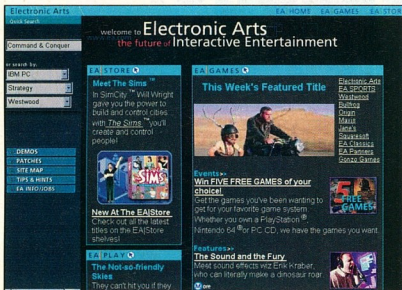 Electronic Arts
EA HOME EA GAMES EA STOR
Quick Search
Command & Conquer
or search by:
IBM PC
Strategy
Westwood
DEMOS
PATCHES
SITE MAP
TIPS & HINTS
EA INFO/JOBS
welcome to Electronic Arts
the future of Interactive Entertainment
EA STORE
Meet The Sims™
In SimCity™ Will Wright
gave you the power to
build and control cities
with The Sims™ you'll
create and control
people!
THE SIMS
New At The EA|Store
Check out all the latest
titles on the EA|Store
shelves!
EA PLAY
The Not-so-friendly
Skies
They can't hit you if they
EA GAMES
This Week's Featured Title
Electronic Arts
EA SPORTS
Westwood
Bullfrog
Origin
Maxis
Jane's
Squaresoft
EA Classics
EA Partners
Gonzo Games
Events>>
Win FIVE FREE GAMES of your
choice!
Get the games you've been wanting to
get for your favorite game system.
Whether you own a PlayStation®,
Nintendo 64® or PC CD, we have the games you want.
5 FREE
GAMES
Features>>
The Sound and the Fury
Meet sound effects wiz Erik Kraber,
who can literally make a dinosaur roar
OFF